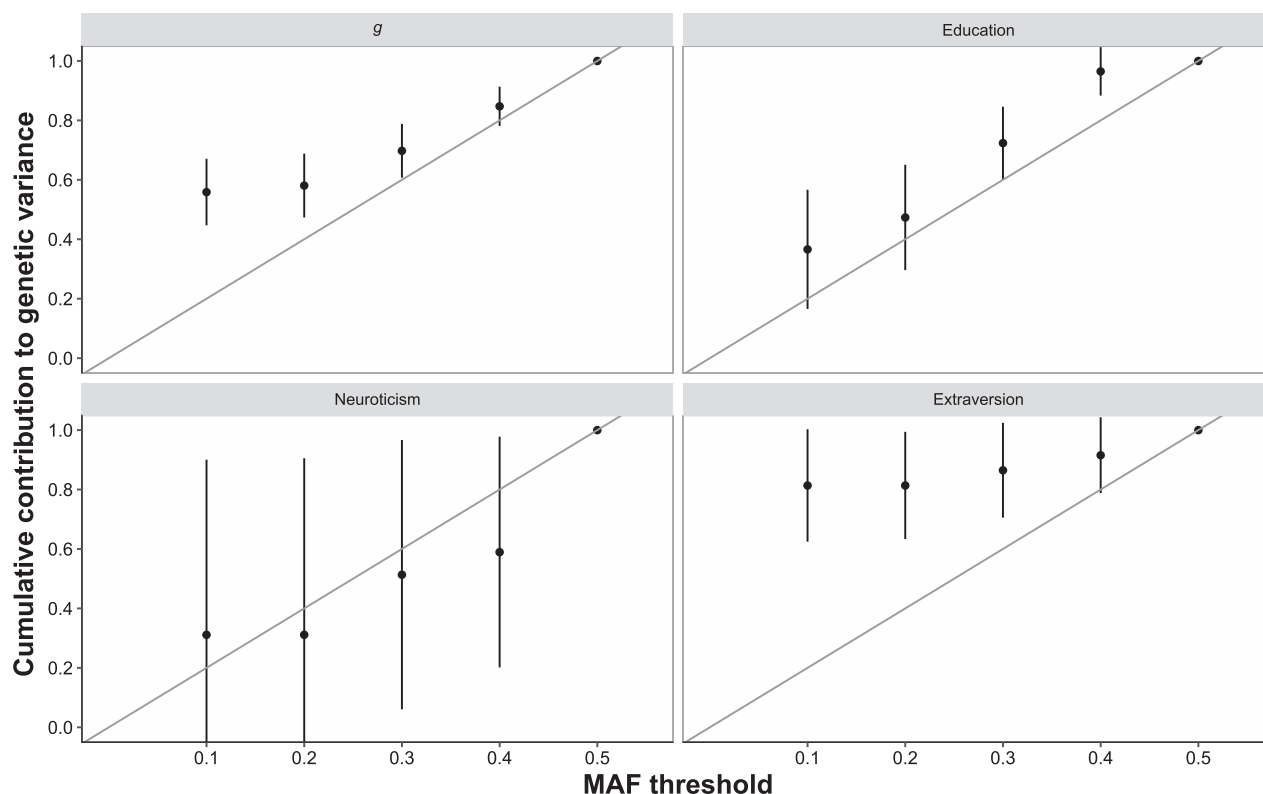 g
Education
1.0
0.8
0.6
0.4
0.2
0.0
Neuroticism
Extraversion
1.0
0.8
0.6
0.4
0.2
0.0
0.1 0.2 0.3 0.4 0.5
0.1 0.2 0.3 0.4 0.5
MAF threshold
Cumulative contribution to genetic variance